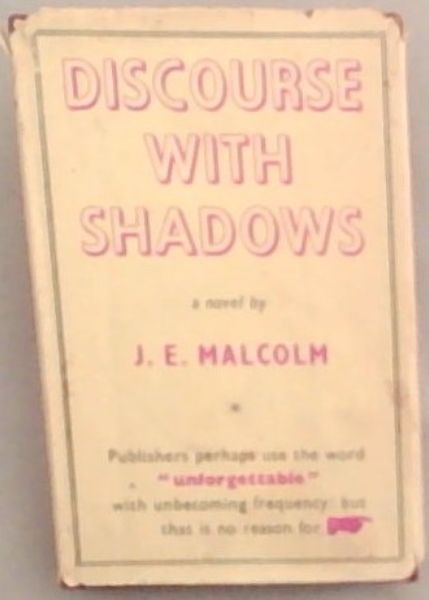 DISCOURSE
WITH
SHADOWS
a novel by
J. E. MALCOLM
*
Publishers perhaps use the word
"unforgettable"
with unbecoming frequency: but
that is no reason for